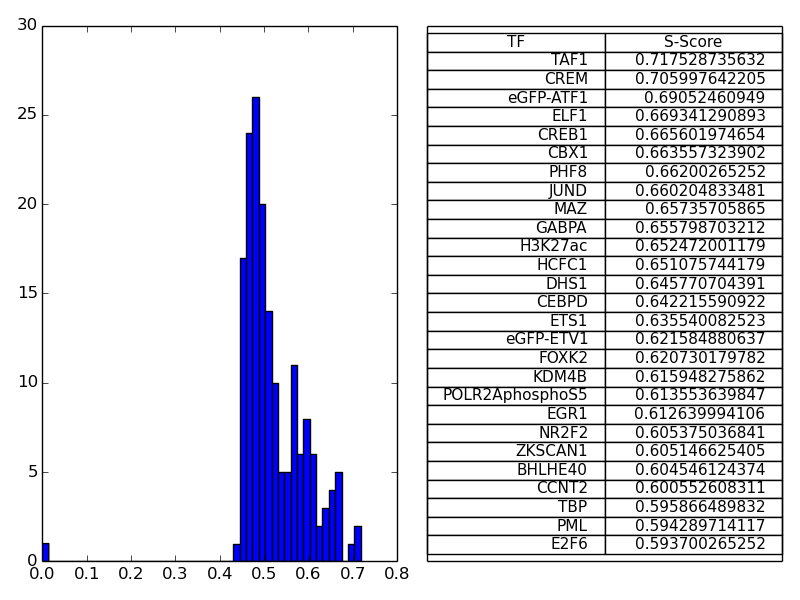 30
25
20
15
10
5
0
0.0 0.1 0.2 0.3 0.4 0.5 0.6 0.7 0.8
TF S-Score
TAF1 0.717528735632
CREM 0.705997642205
eGFP-ATF1 0.69052460949
ELF1 0.669341290893
CREB1 0.665601974654
CBX1 0.663557323902
PHF8 0.66200265252
JUND 0.660204833481
MAZ 0.65735705865
GABPA 0.655798703212
H3K27ac 0.652472001179
HCFC1 0.651075744179
DHS1 0.645770704391
CEBPD 0.642215590922
ETS1 0.635540082523
eGFP-ETV1 0.621584880637
FOXK2 0.620730179782
KDM4B 0.615948275862
POLR2AphosphoS5 0.613553639847
EGR1 0.612639994106
NR2F2 0.605375036841
ZKSCAN1 0.605146625405
BHLHE40 0.604546124374
CCNT2 0.600552608311
TBP 0.595866489832
PML 0.594289714117
E2F6 0.593700265252